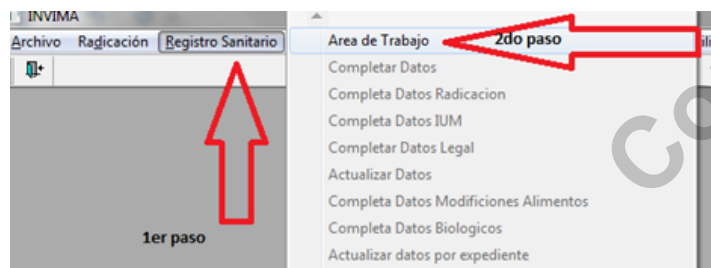 INVIMA
Archivo Radicación Registro Sanitario
Area de Trabajo 2do paso
Completar Datos
Completa Datos Radicacion
Completa Datos IUM
Completar Datos Legal
Actualizar Datos
Completa Datos Modificiones Alimentos
Completa Datos Biologicos
1er paso
Actualizar datos por expediente